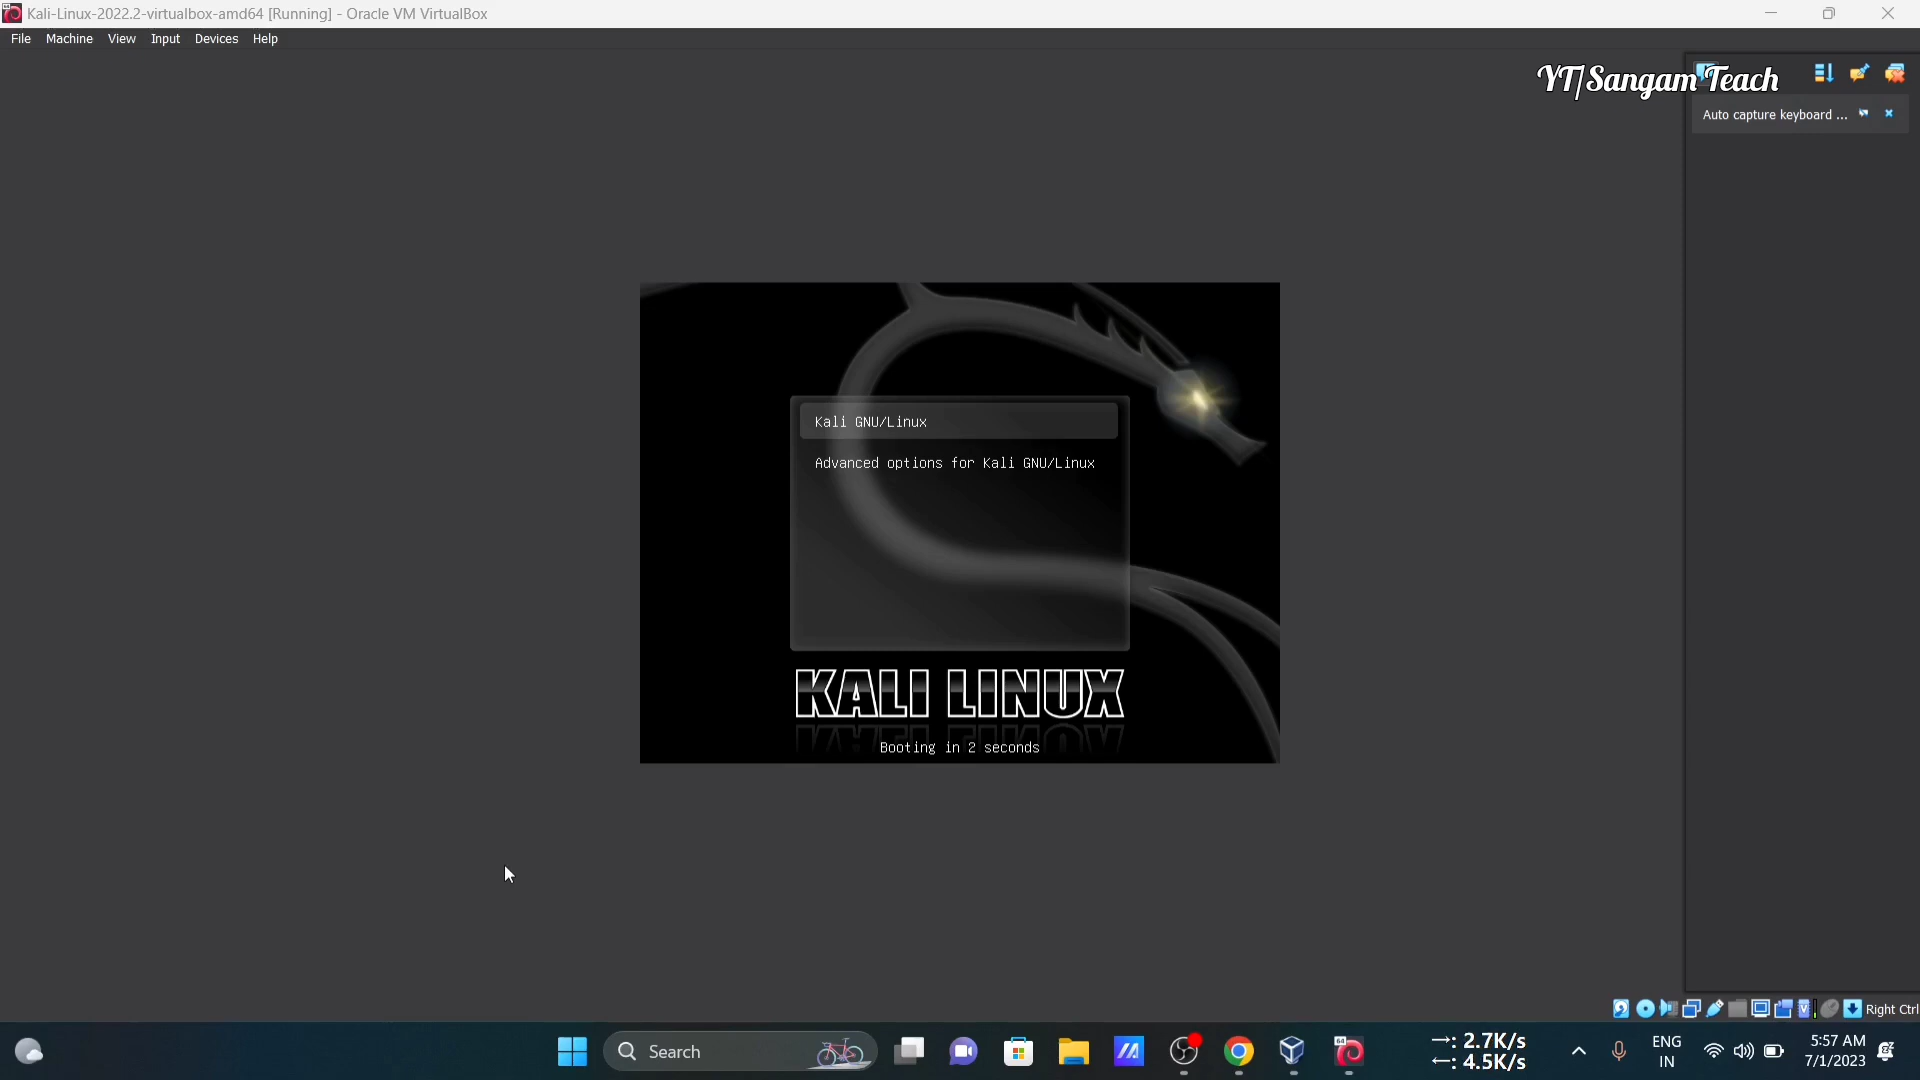 Kali-Linux-2022.2-virtualbox-amd64 [Running] - Oracle VM VirtualBox
File Machine View Input Devices Help
YT|Sangam Teach
Auto capture keyboard ...
Kali GNU/Linux
Advanced options for Kali GNU/Linux
KALI LINUX
Booting in 2 seconds
Right Ctrl
Search
→: 2.7K/s
←: 4.5K/s
ENG
IN
5:57 AM
7/1/2023